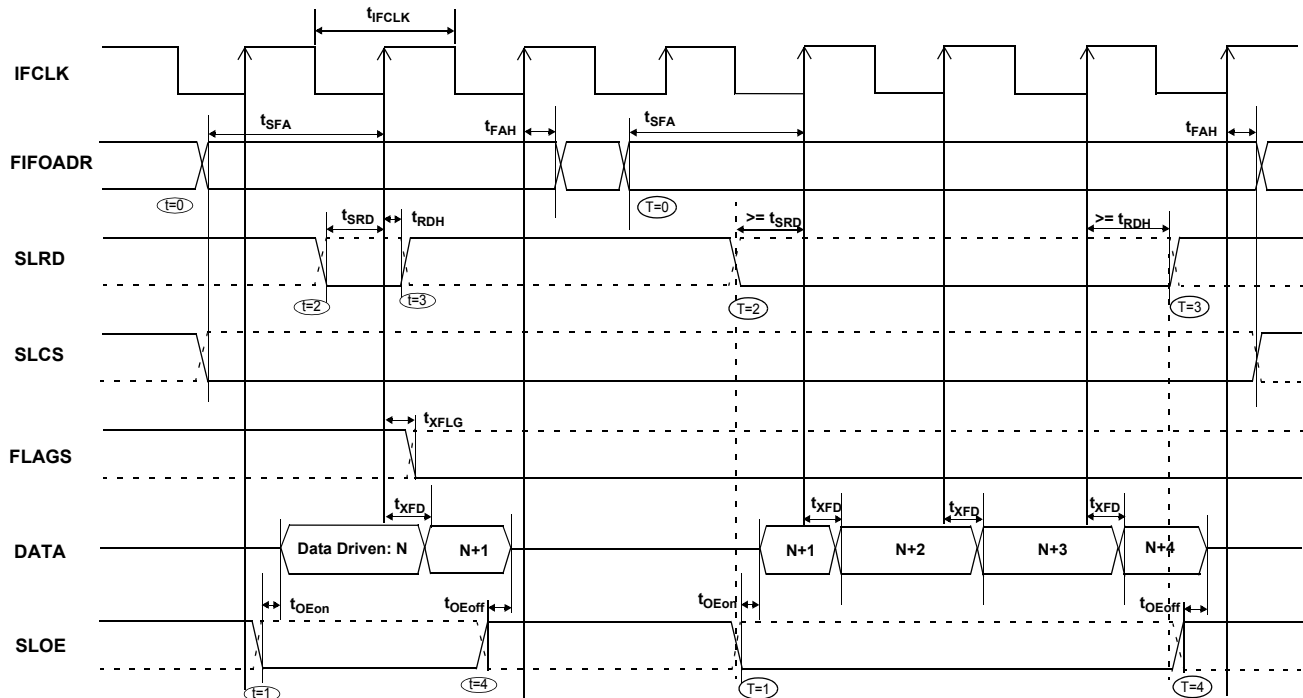 tIFCLK
IFCLK
tSFA
tFAH
tSFA
tFAH
FIFOADR
t=0
T=0
tSRD
tRDH
>= tSRD
>= tRDH
SLRD
t=2
t=3
T=2
T=3
SLCS
tXFLG
FLAGS
tXFD
tXFD
tXFD
tXFD
DATA
Data Driven: N
N+1
N+1
N+2
N+3
N+4
tOEon
tOEoff
tOEon
tOEoff
SLOE
t=1
t=4
T=1
T=4